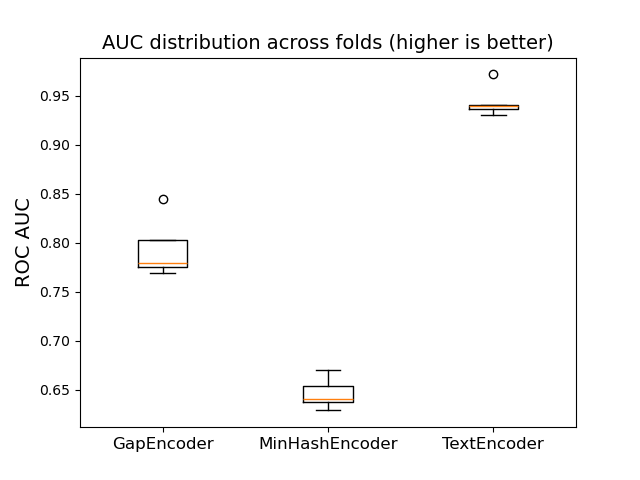 AUC distribution across folds (higher is better)
ROC AUC
0.95
0.90
0.85
0.80
0.75
0.70
0.65
GapEncoder
MinHashEncoder
TextEncoder